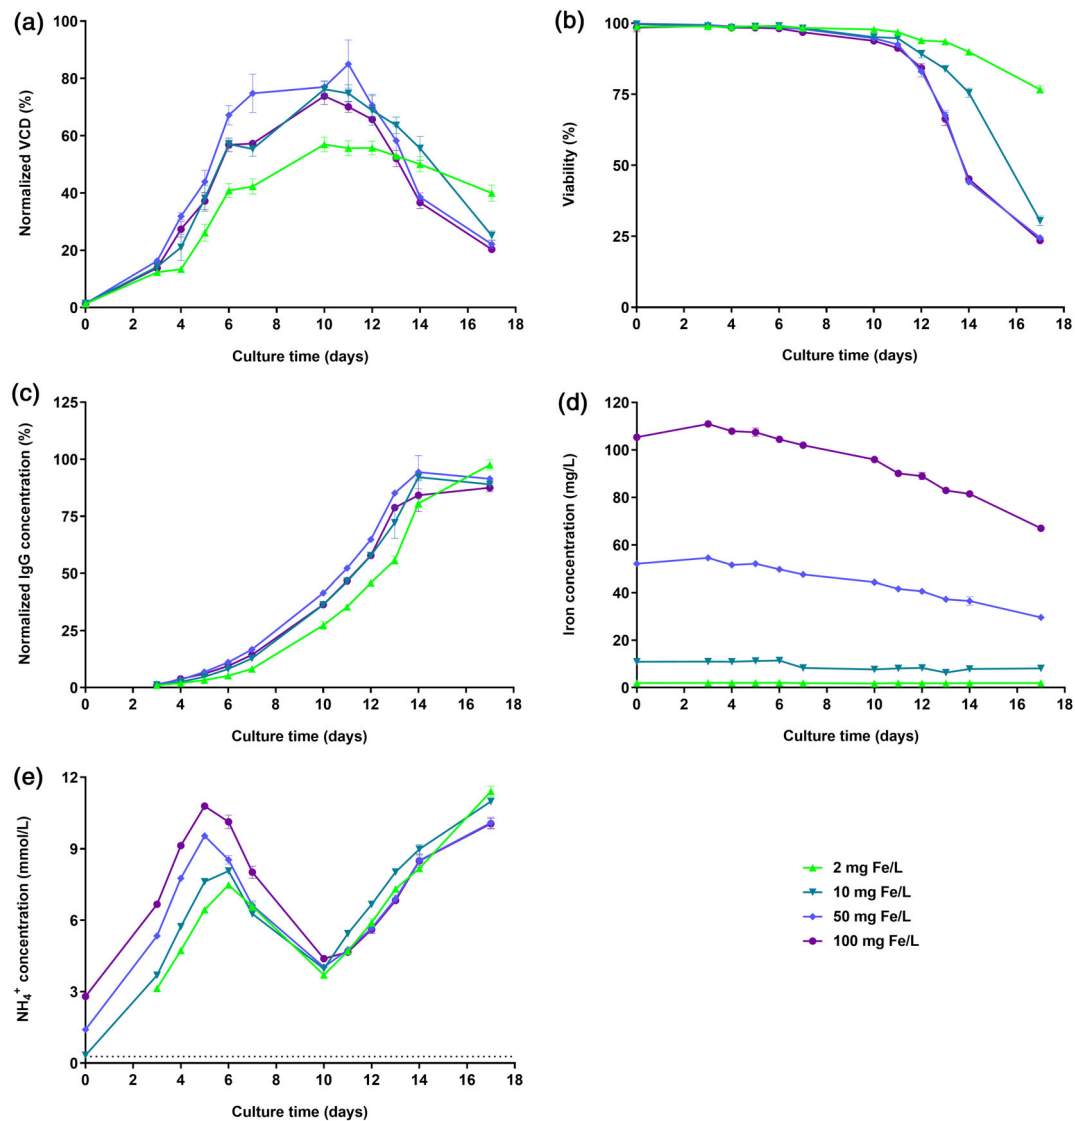 (a)
Normalized VCD (%)
100
80
60
40
20
0
0 2 4 6 8 10 12 14 16 18
Culture time (days)
(b)
Viability (%)
100
75
50
25
0
0 2 4 6 8 10 12 14 16 18
Culture time (days)
(c)
Normalized IgG concentration (%)
125
100
75
50
25
0
0 2 4 6 8 10 12 14 16 18
Culture time (days)
(d)
Iron concentration (mg/L)
120
100
80
60
40
20
0
0 2 4 6 8 10 12 14 16 18
Culture time (days)
(e)
NH₄⁺ concentration (mmol/L)
12
9
6
3
0
0 2 4 6 8 10 12 14 16 18
Culture time (days)
2 mg Fe/L
10 mg Fe/L
50 mg Fe/L
100 mg Fe/L